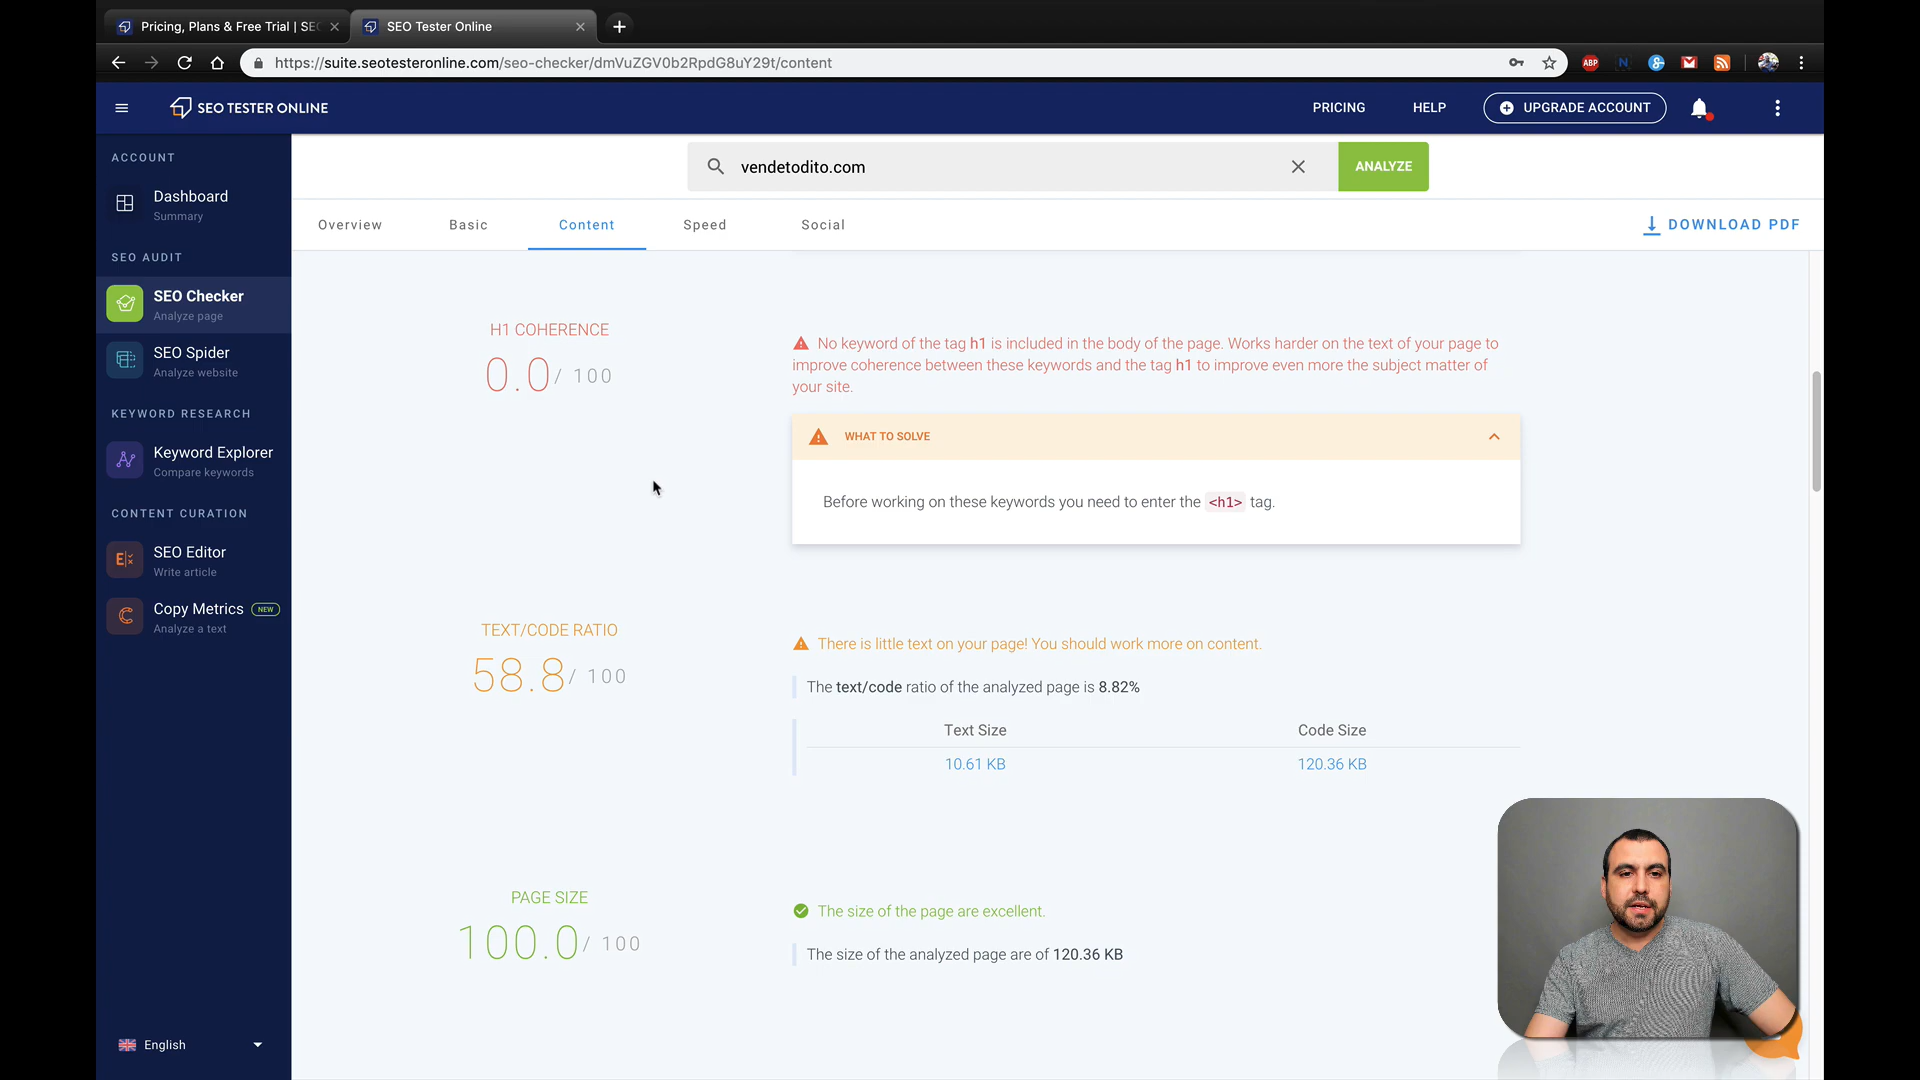 Pricing, Plans & Free Trial | SEO
SEO Tester Online
https://suite.seotesteronline.com/seo-checker/dmVuZGV0b2RpdG8uY29t/content
ABP
N
SEO TESTER ONLINE
PRICING
HELP
UPGRADE ACCOUNT
ACCOUNT
Dashboard
Summary
SEO AUDIT
SEO Checker
Analyze page
SEO Spider
Analyze website
KEYWORD RESEARCH
Keyword Explorer
Compare keywords
CONTENT CURATION
SEO Editor
Write article
Copy Metrics NEW
Analyze a text
English
vendetodito.com
ANALYZE
Overview
Basic
Content
Speed
Social
DOWNLOAD PDF
H1 COHERENCE
0.0/ 100
No keyword of the tag h1 is included in the body of the page. Works harder on the text of your page to
improve coherence between these keywords and the tag h1 to improve even more the subject matter of
your site.
WHAT TO SOLVE
Before working on these keywords you need to enter the <h1> tag.
TEXT/CODE RATIO
58.8/ 100
There is little text on your page! You should work more on content.
The text/code ratio of the analyzed page is 8.82%
Text Size
Code Size
10.61 KB
120.36 KB
PAGE SIZE
100.0/ 100
The size of the page are excellent.
The size of the analyzed page are of 120.36 KB